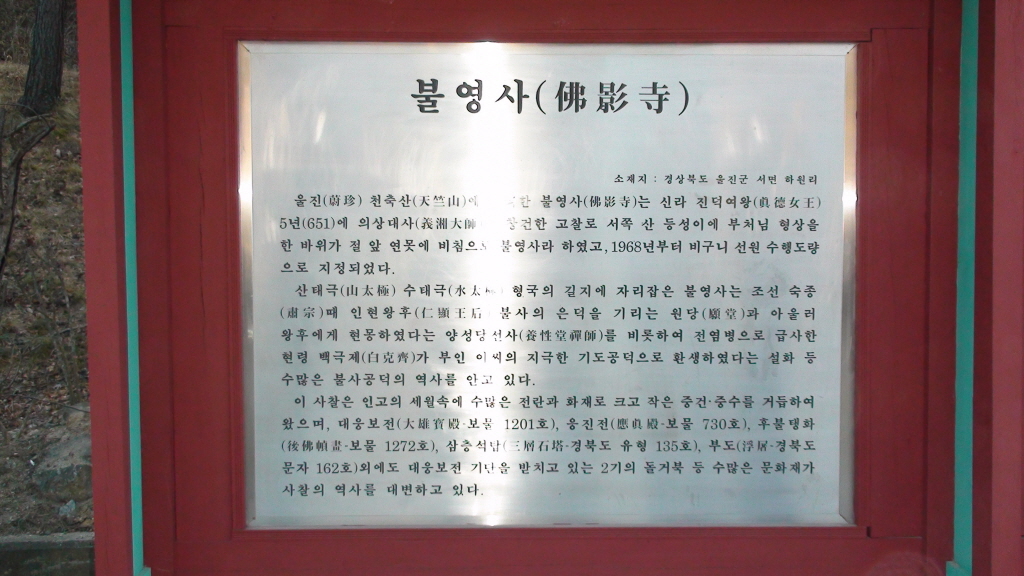 불영사(佛影寺)
소재지 : 경상북도 울진군 서면 하원리
울진(蔚珍) 천축산(天竺山)에 불영사(佛影寺)는 신라 진덕여왕(眞德女王)
5년(651)에 의상대사(義湘大師 창건한 고찰로 서쪽 산 등성이에 부처님 형상을
한 바위가 절 앞 연못에 비침으로 불영사라 하였고, 1968년부터 비구니 선원 수행도량
으로 지정되었다.
산태극(山太極) 수태극(水太極) 형국의 길지에 자리잡은 불영사는 조선 숙종
(肅宗)때 인현왕후(仁顯王后 불사의 은덕을 기리는 원당(願堂)과 아울러
왕후에게 현몽하였다는 양성당선사(養性堂禪師)를 비롯하여 전염병으로 급사한
현령 백극제(白克齊)가 부인 이씨의 지극한 기도공덕으로 환생하였다는 설화 등
수많은 불사공덕의 역사를 안고 있다.
이 사찰은 인고의 세월속에 수많은 전란과 화재로 크고 작은 중건·중수를 거듭하여
왔으며, 대웅보전(大雄寶殿·보물 1201호), 응진전(應眞殿·보물 730호), 후불탱화
(後佛幀畫·보물 1272호), 삼층석탑(三層石塔·경북도 유형 135호), 부도(浮屠·경북도
문자 162호)외에도 대웅보전 기단을 받치고 있는 2기의 돌거북 등 수많은 문화재가
사찰의 역사를 대변하고 있다.